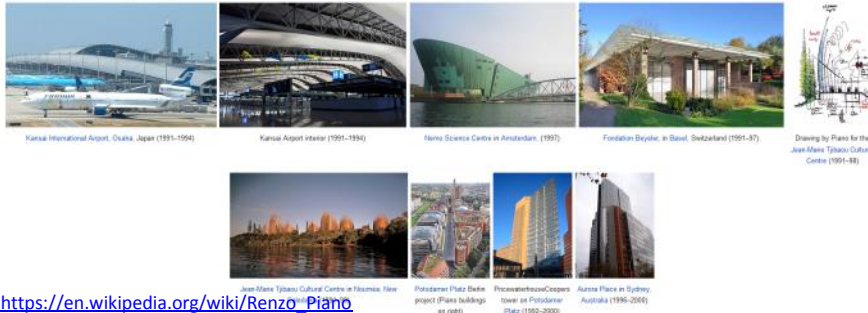 Kansai International Airport, Osaka, Japan (1991–1994)
Kansai Airport interior (1991–1994)
Nemo Science Centre in Amsterdam, (1997)
Fondation Beyeler, in Basel, Switzerland (1991–97)
Drawing by Piano for the
Jean-Marie Tjibaou Cultural
Centre (1991–98)
Jean-Marie Tjibaou Cultural Centre in Nouméa, New
Potsdamer Platz Berlin
project (Piano buildings
on right)
PricewaterhouseCoopers
tower on Potsdamer
Platz (1992–2000)
Aurora Place in Sydney,
Australia (1996–2000)
https://en.wikipedia.org/wiki/Renzo_Piano